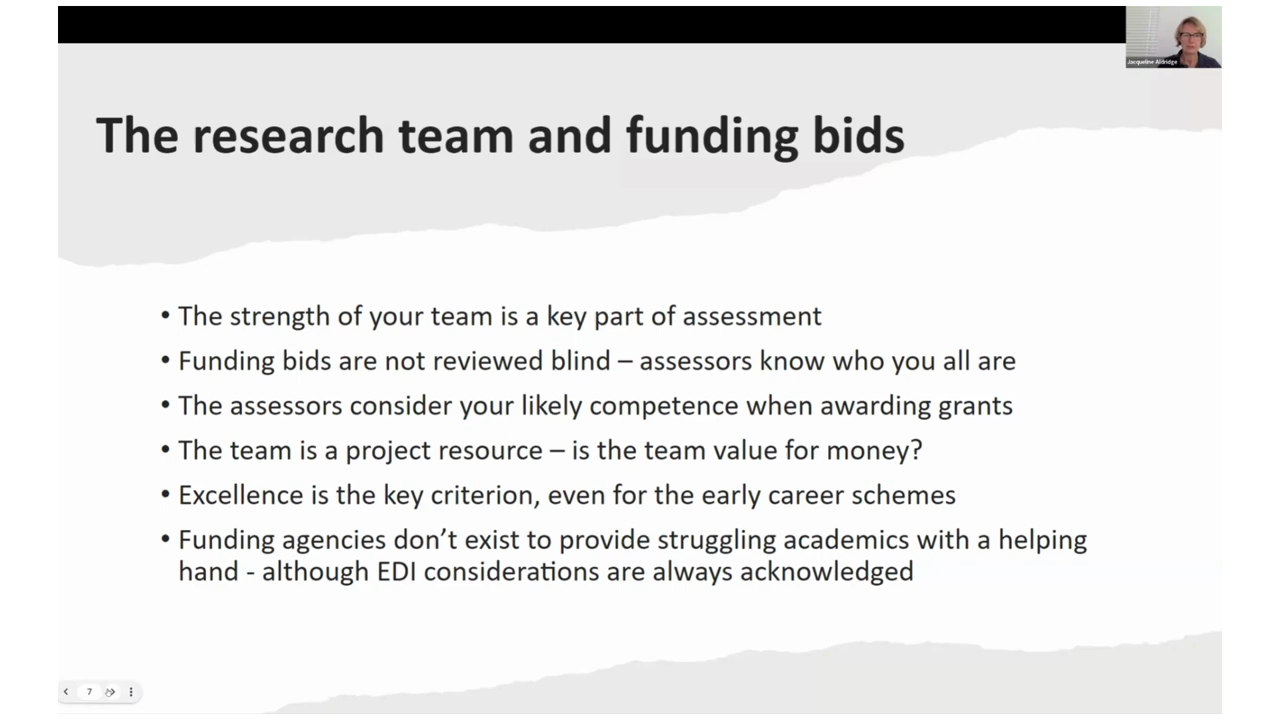 Jacqueline Aldridge
The research team and funding bids
• The strength of your team is a key part of assessment
• Funding bids are not reviewed blind – assessors know who you all are
• The assessors consider your likely competence when awarding grants
• The team is a project resource – is the team value for money?
• Excellence is the key criterion, even for the early career schemes
• Funding agencies don’t exist to provide struggling academics with a helping
hand - although EDI considerations are always acknowledged
7